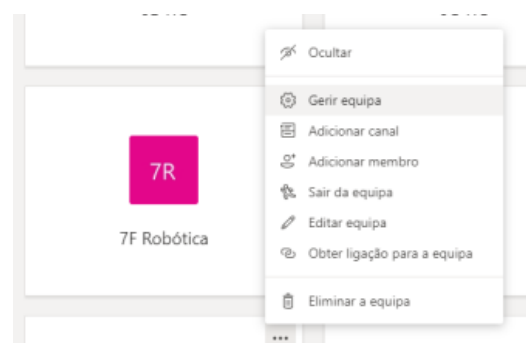 Ocultar
Gerir equipa
Adicionar canal
Adicionar membro
Sair da equipa
Editar equipa
Obter ligação para a equipa
Eliminar a equipa
7R
7F Robótica
...